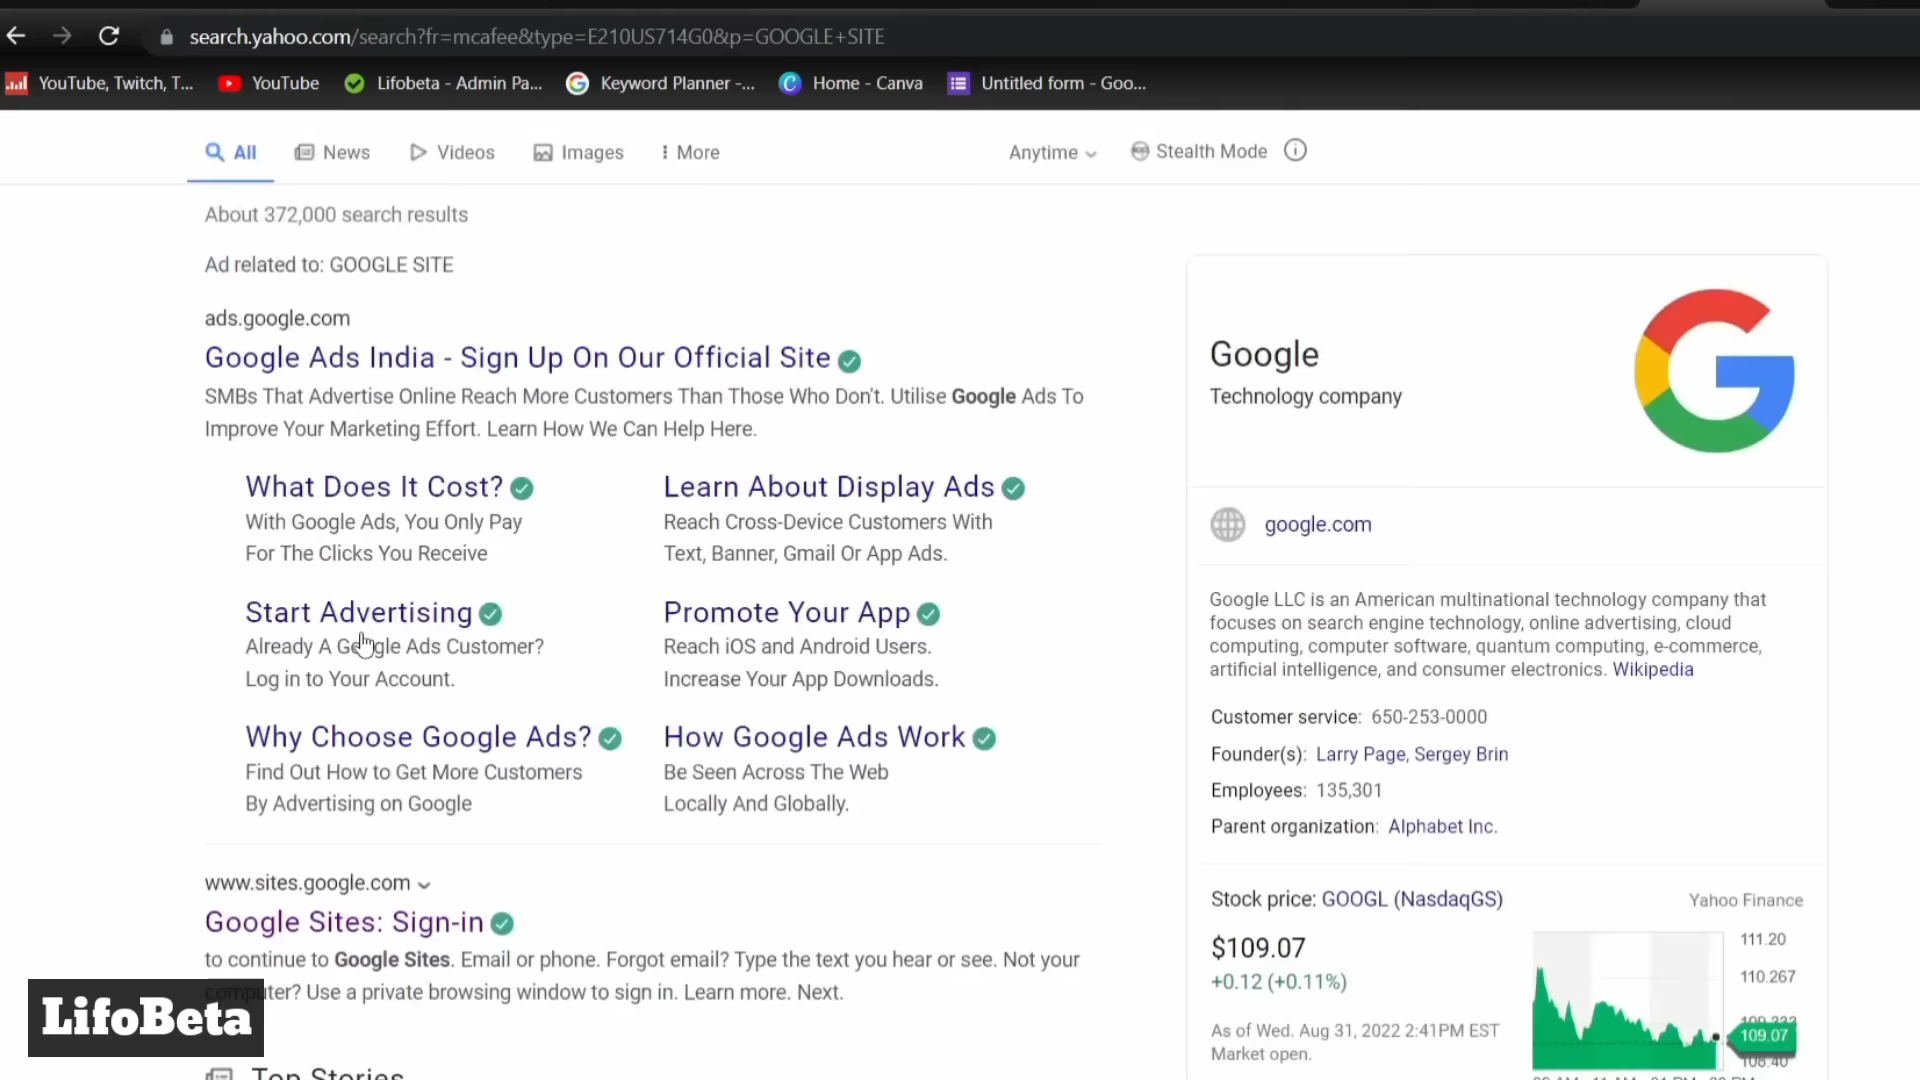 search.yahoo.com/search?fr=mcafee&type=E210US714G0&p=GOOGLE+SITE
YouTube, Twitch, T... YouTube Lifobeta - Admin Pa... Keyword Planner -... Home - Canva Untitled form - Goo...
All News Videos Images More Anytime Stealth Mode
About 372,000 search results
Ad related to: GOOGLE SITE
ads.google.com
Google Ads India - Sign Up On Our Official Site
SMBs That Advertise Online Reach More Customers Than Those Who Don't. Utilise Google Ads To
Improve Your Marketing Effort. Learn How We Can Help Here.
What Does It Cost?
With Google Ads, You Only Pay
For The Clicks You Receive
Learn About Display Ads
Reach Cross-Device Customers With
Text, Banner, Gmail Or App Ads.
Start Advertising
Already A Google Ads Customer?
Log in to Your Account.
Promote Your App
Reach iOS and Android Users.
Increase Your App Downloads.
Why Choose Google Ads?
Find Out How to Get More Customers
By Advertising on Google
How Google Ads Work
Be Seen Across The Web
Locally And Globally.
www.sites.google.com
Google Sites: Sign-in
to continue to Google Sites. Email or phone. Forgot email? Type the text you hear or see. Not your
computer? Use a private browsing window to sign in. Learn more. Next.
LifoBeta
Top Stories
Google
Technology company
google.com
Google LLC is an American multinational technology company that
focuses on search engine technology, online advertising, cloud
computing, computer software, quantum computing, e-commerce,
artificial intelligence, and consumer electronics. Wikipedia
Customer service: 650-253-0000
Founder(s): Larry Page, Sergey Brin
Employees: 135,301
Parent organization: Alphabet Inc.
Stock price: GOOGL (NasdaqGS) Yahoo Finance
$109.07
+0.12 (+0.11%)
As of Wed. Aug 31, 2022 2:41PM EST
Market open.
111.20
110.267
109.07